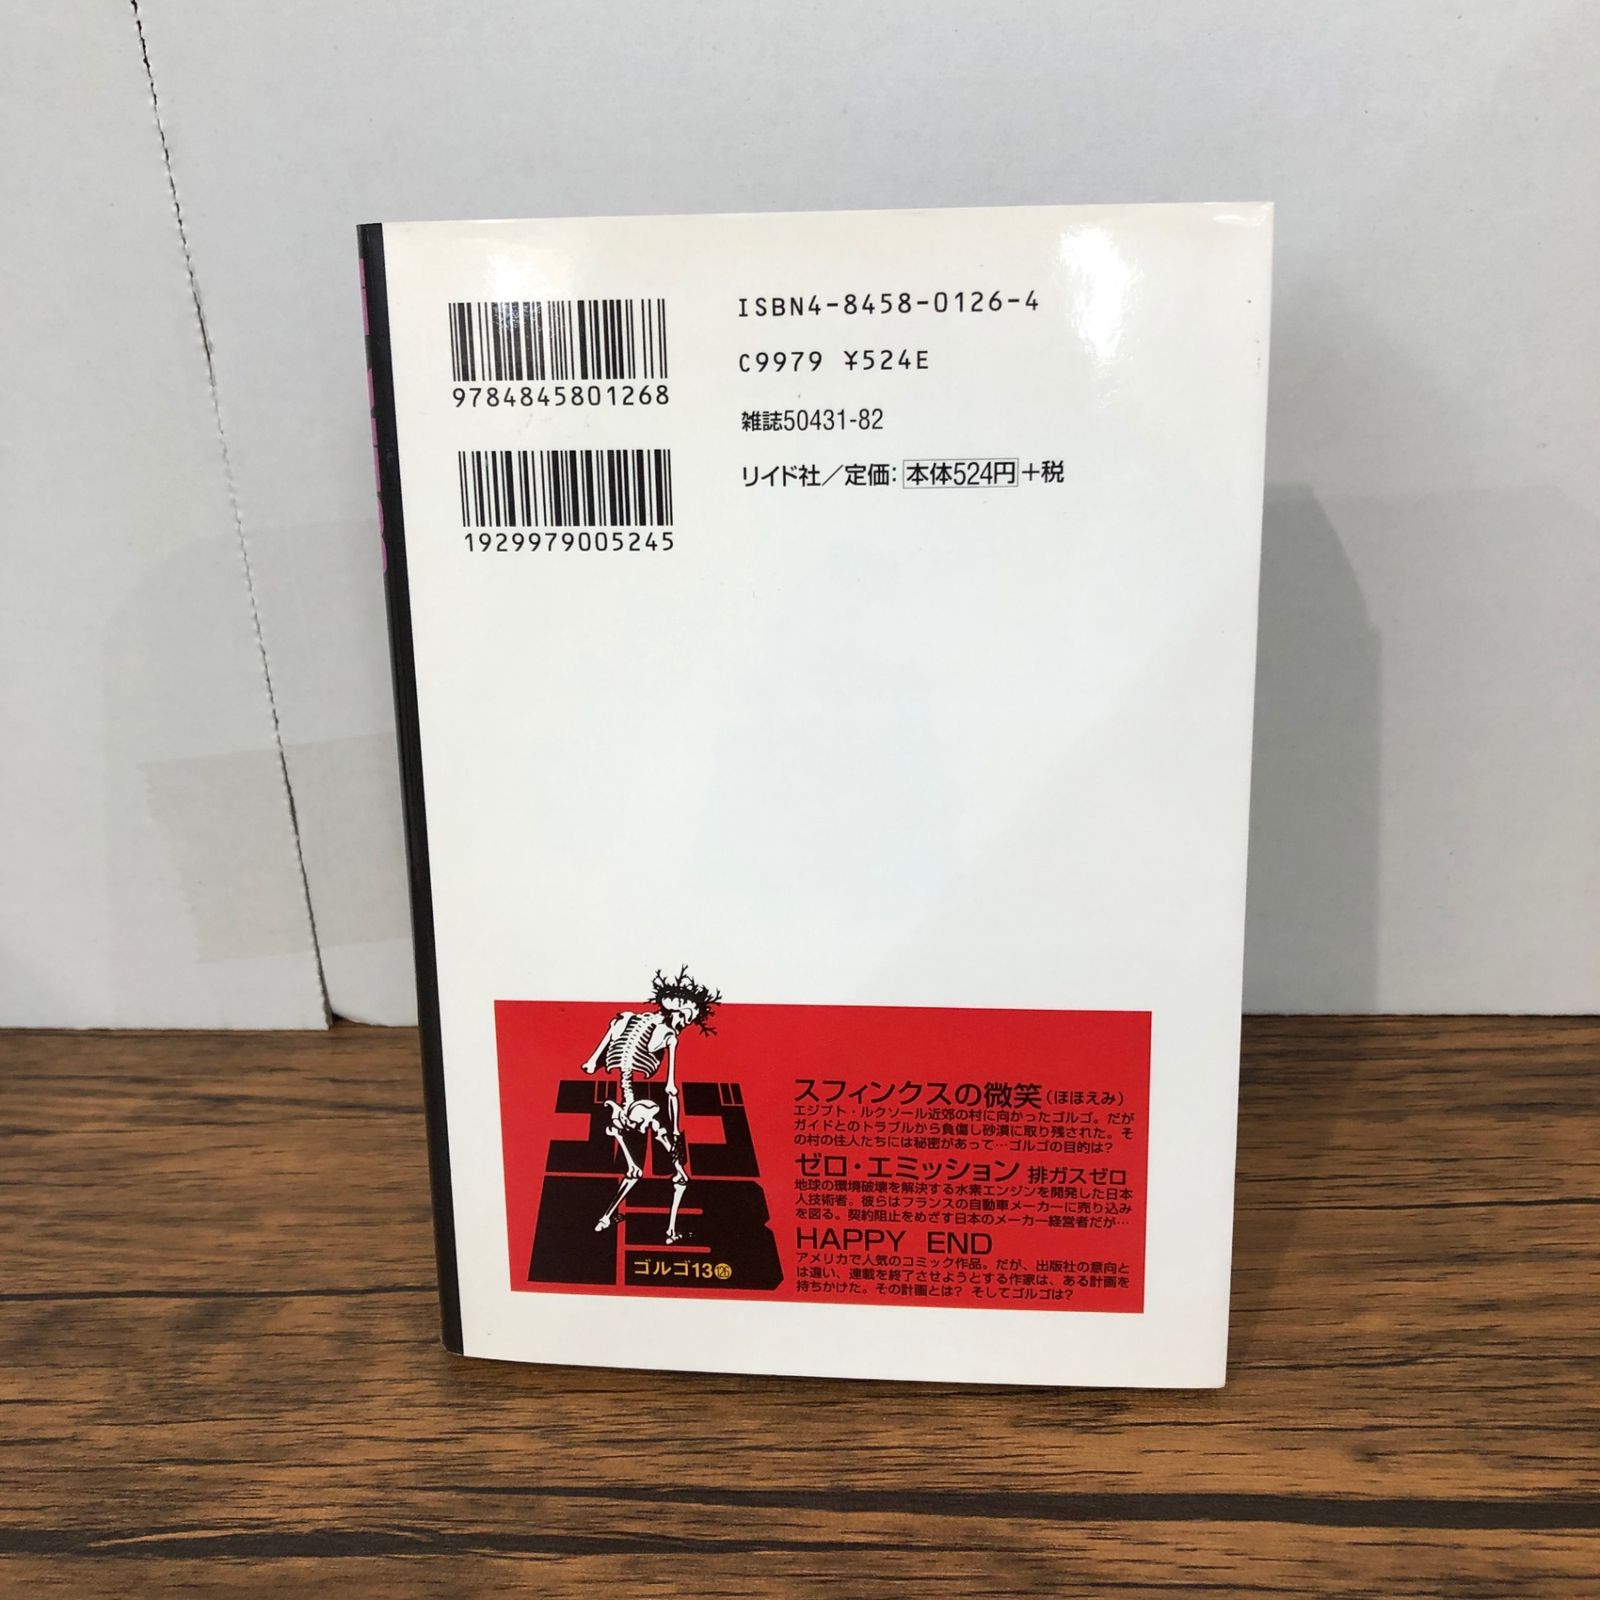 9784845801268
1929979005245
ISBN4-8458-0126-4
C9979 ¥524E
雑誌50431-82
リイド社／定価：本体524円+税
スフィンクスの微笑（ほほえみ）
エジプト・ルクソール近郊の村に向かったゴルゴ。だが
ガイドとのトラブルから負傷し砂漠に取り残された。そ
の村の住人たちには秘密があって…ゴルゴの目的は？
ゼロ・エミッション 排ガスゼロ
地球の環境破壊を解決する水素エンジンを開発した日本
人技術者。彼らはフランスの自動車メーカーに売り込み
を図る。契約阻止をめざす日本のメーカー経営者だが…
HAPPY END
アメリカで人気のコミック作品。だが、出版社の意向と
は違い、連載を終了させようとする作家は、ある計画を
持ちかけた。その計画とは？ そしてゴルゴは？
ゴルゴ
13
ゴルゴ13 126